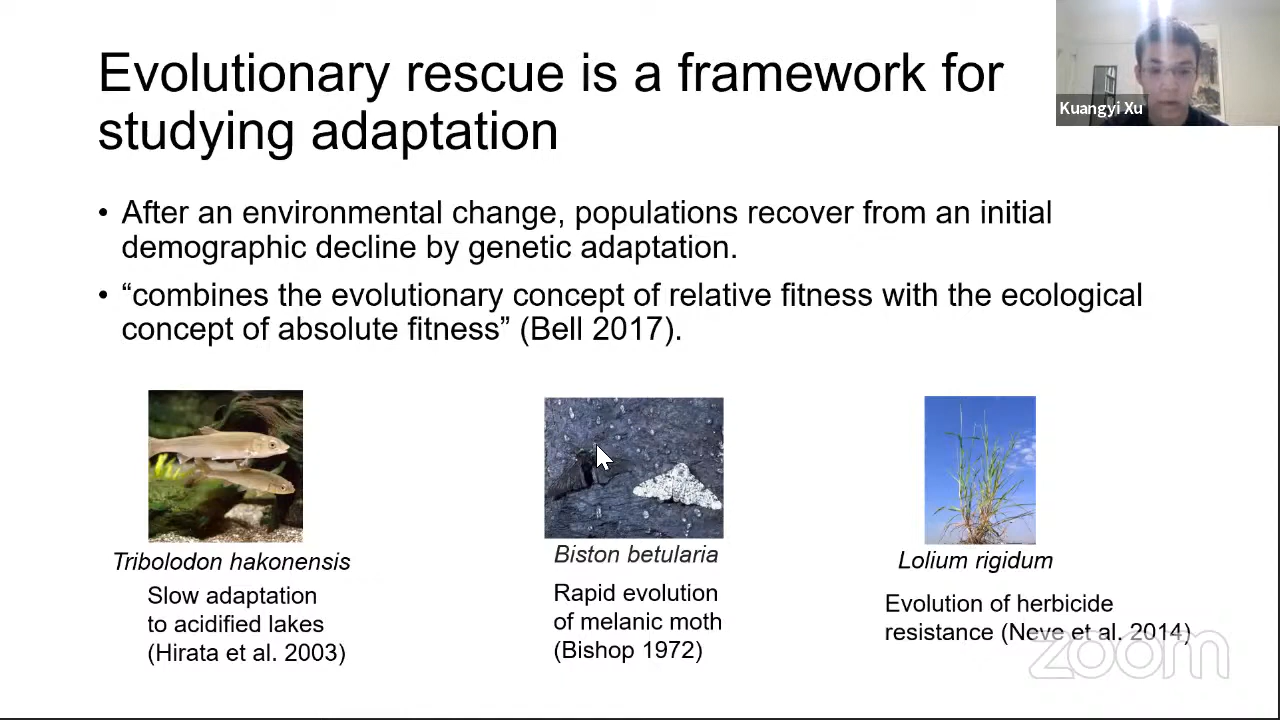 Evolutionary rescue is a framework for
studying adaptation
Kuangyi Xu
• After an environmental change, populations recover from an initial
demographic decline by genetic adaptation.
• “combines the evolutionary concept of relative fitness with the ecological
concept of absolute fitness” (Bell 2017).
Tribolodon hakonensis
Slow adaptation
to acidified lakes
(Hirata et al. 2003)
Biston betularia
Rapid evolution
of melanic moth
(Bishop 1972)
Lolium rigidum
Evolution of herbicide
resistance (Neve et al. 2014)
zoom